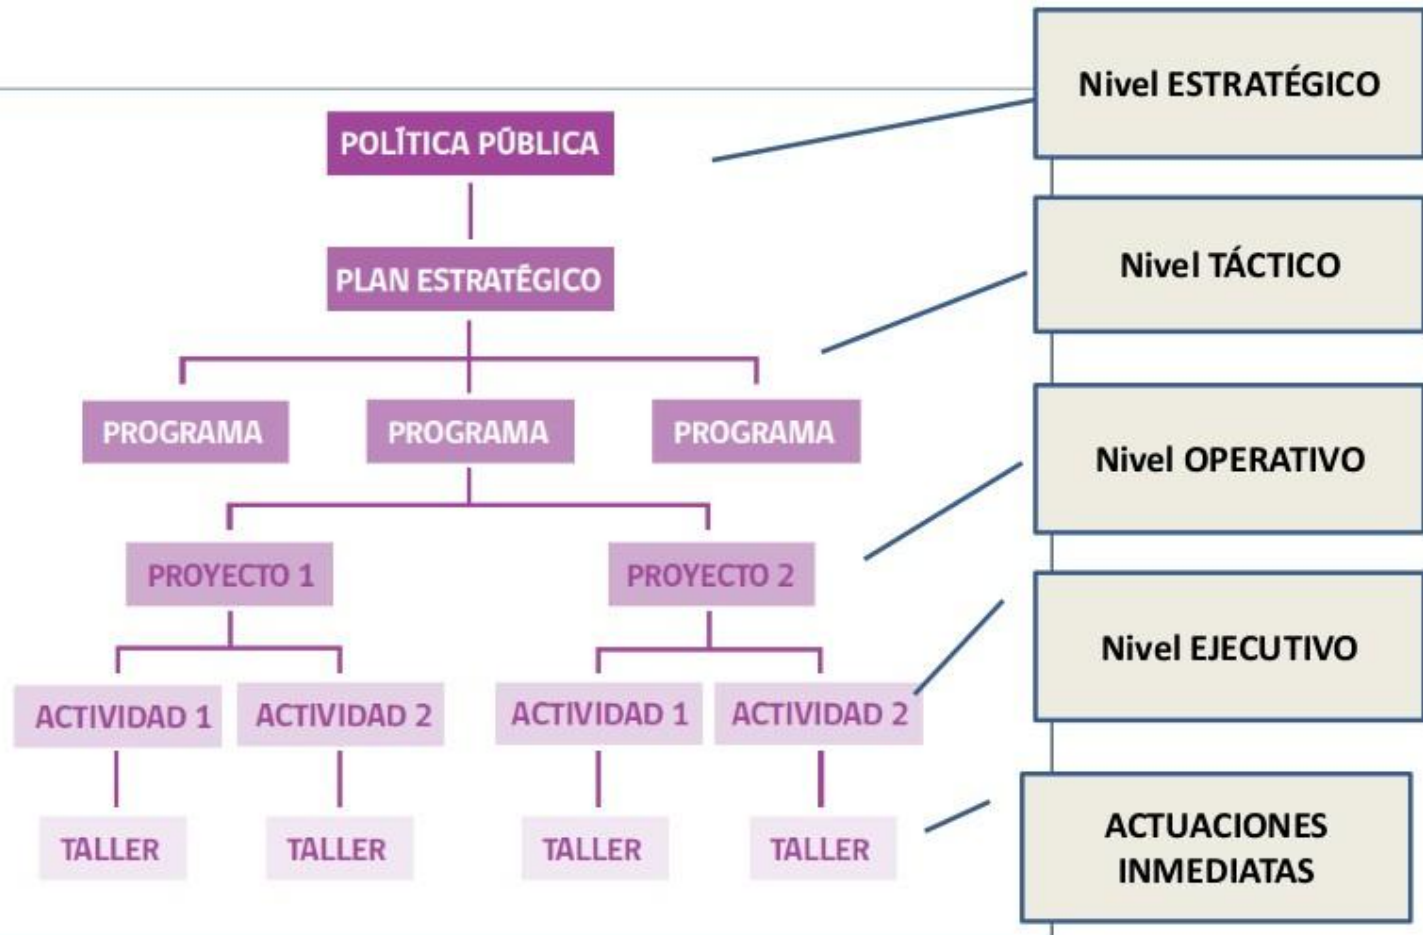 Nivel ESTRATÉGICO
POLÍTICA PÚBLICA
PLAN ESTRATÉGICO
Nivel TÁCTICO
PROGRAMA
PROGRAMA
PROGRAMA
Nivel OPERATIVO
PROYECTO 1
PROYECTO 2
Nivel EJECUTIVO
ACTIVIDAD 1
ACTIVIDAD 2
ACTIVIDAD 1
ACTIVIDAD 2
TALLER
TALLER
TALLER
TALLER
ACTUACIONES
INMEDIATAS